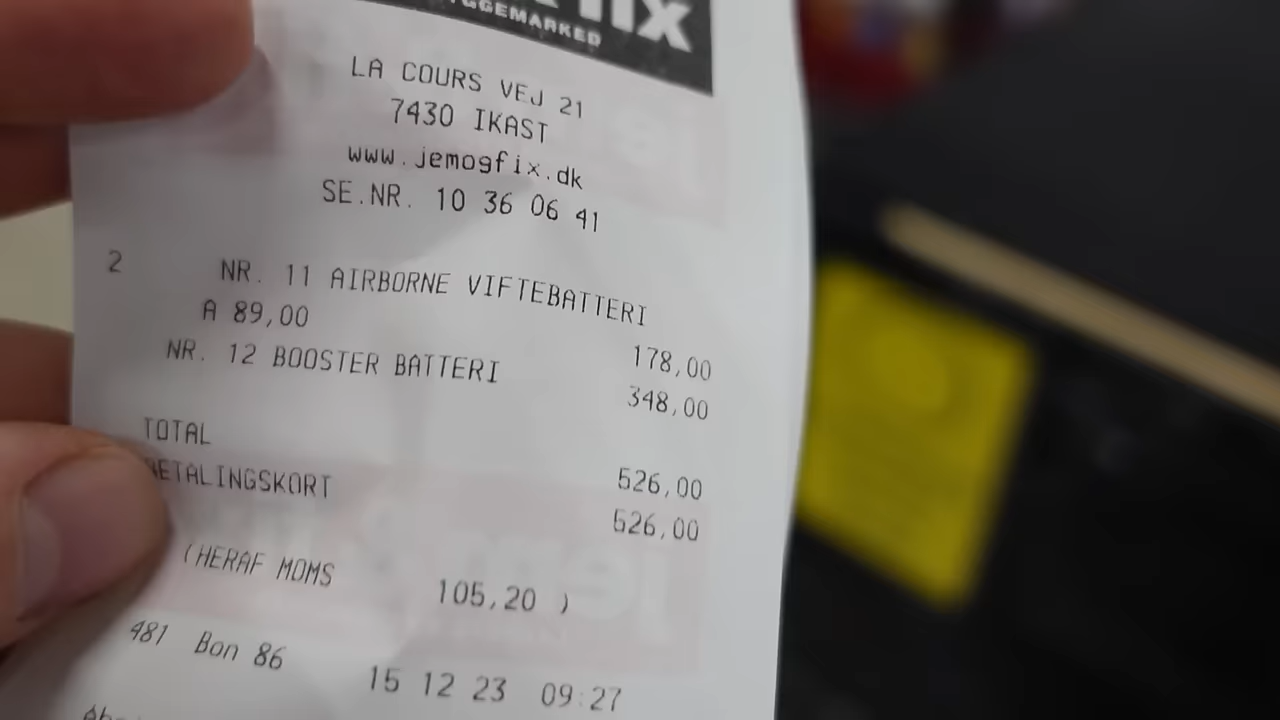 fix
LA COURS VEJ 21
7430 IKAST
www.jemogfix.dk
SE.NR. 10 36 06 41
2 NR. 11 AIRBORNE VIFTEBATTERI
A 89,00 178,00
NR. 12 BOOSTER BATTERI 348,00
TOTAL 526,00
BETALINGSKORT 526,00
(HERAF MOMS 105,20 )
481 Bon 86 15 12 23 09:27